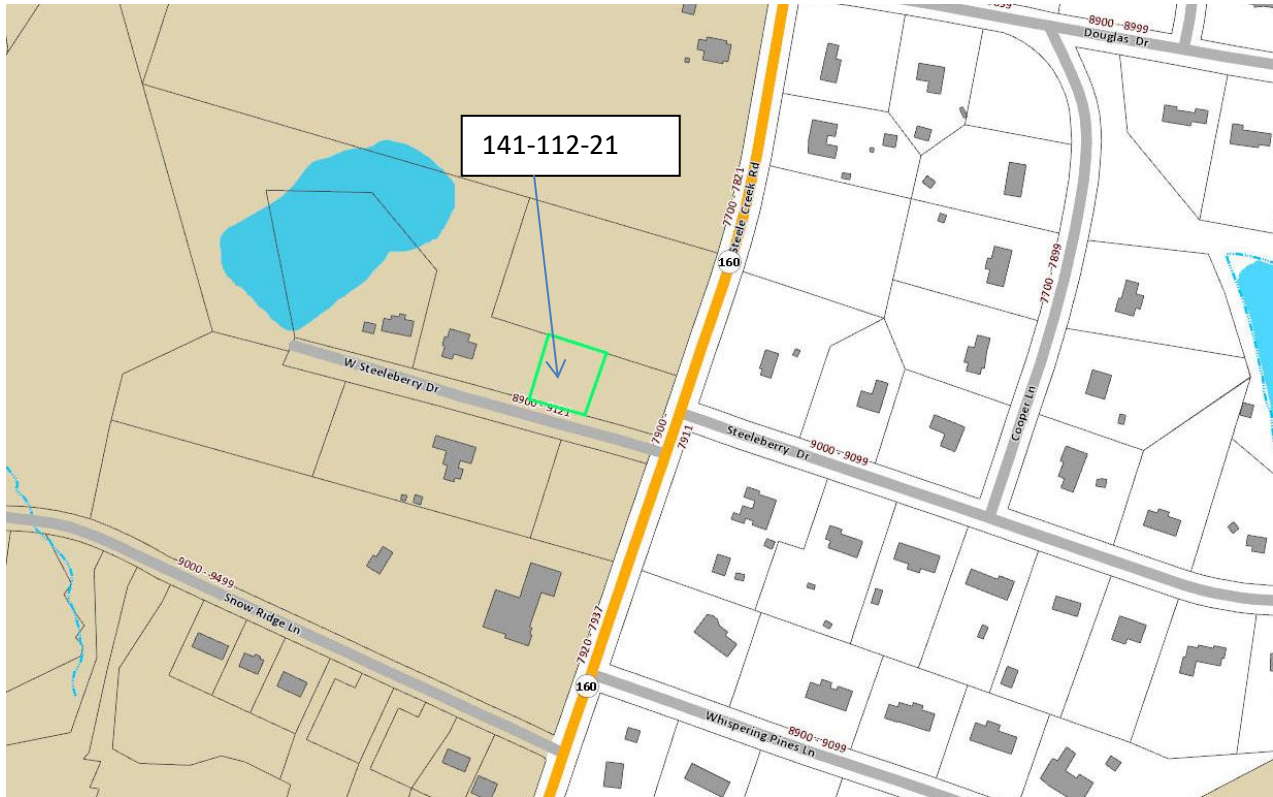 8900 - 8999
Douglas Dr
141-112-21
7700 - 7821
Steele Creek Rd
160
7700 - 7899
W Steeleberry Dr
8900 - 9121
7900 -
7911
Steeleberry Dr
9000 - 9099
Cooper Ln
9000 - 9499
Snow Ridge Ln
7920 - 7937
160
Whispering Pines Ln
8900 - 9099